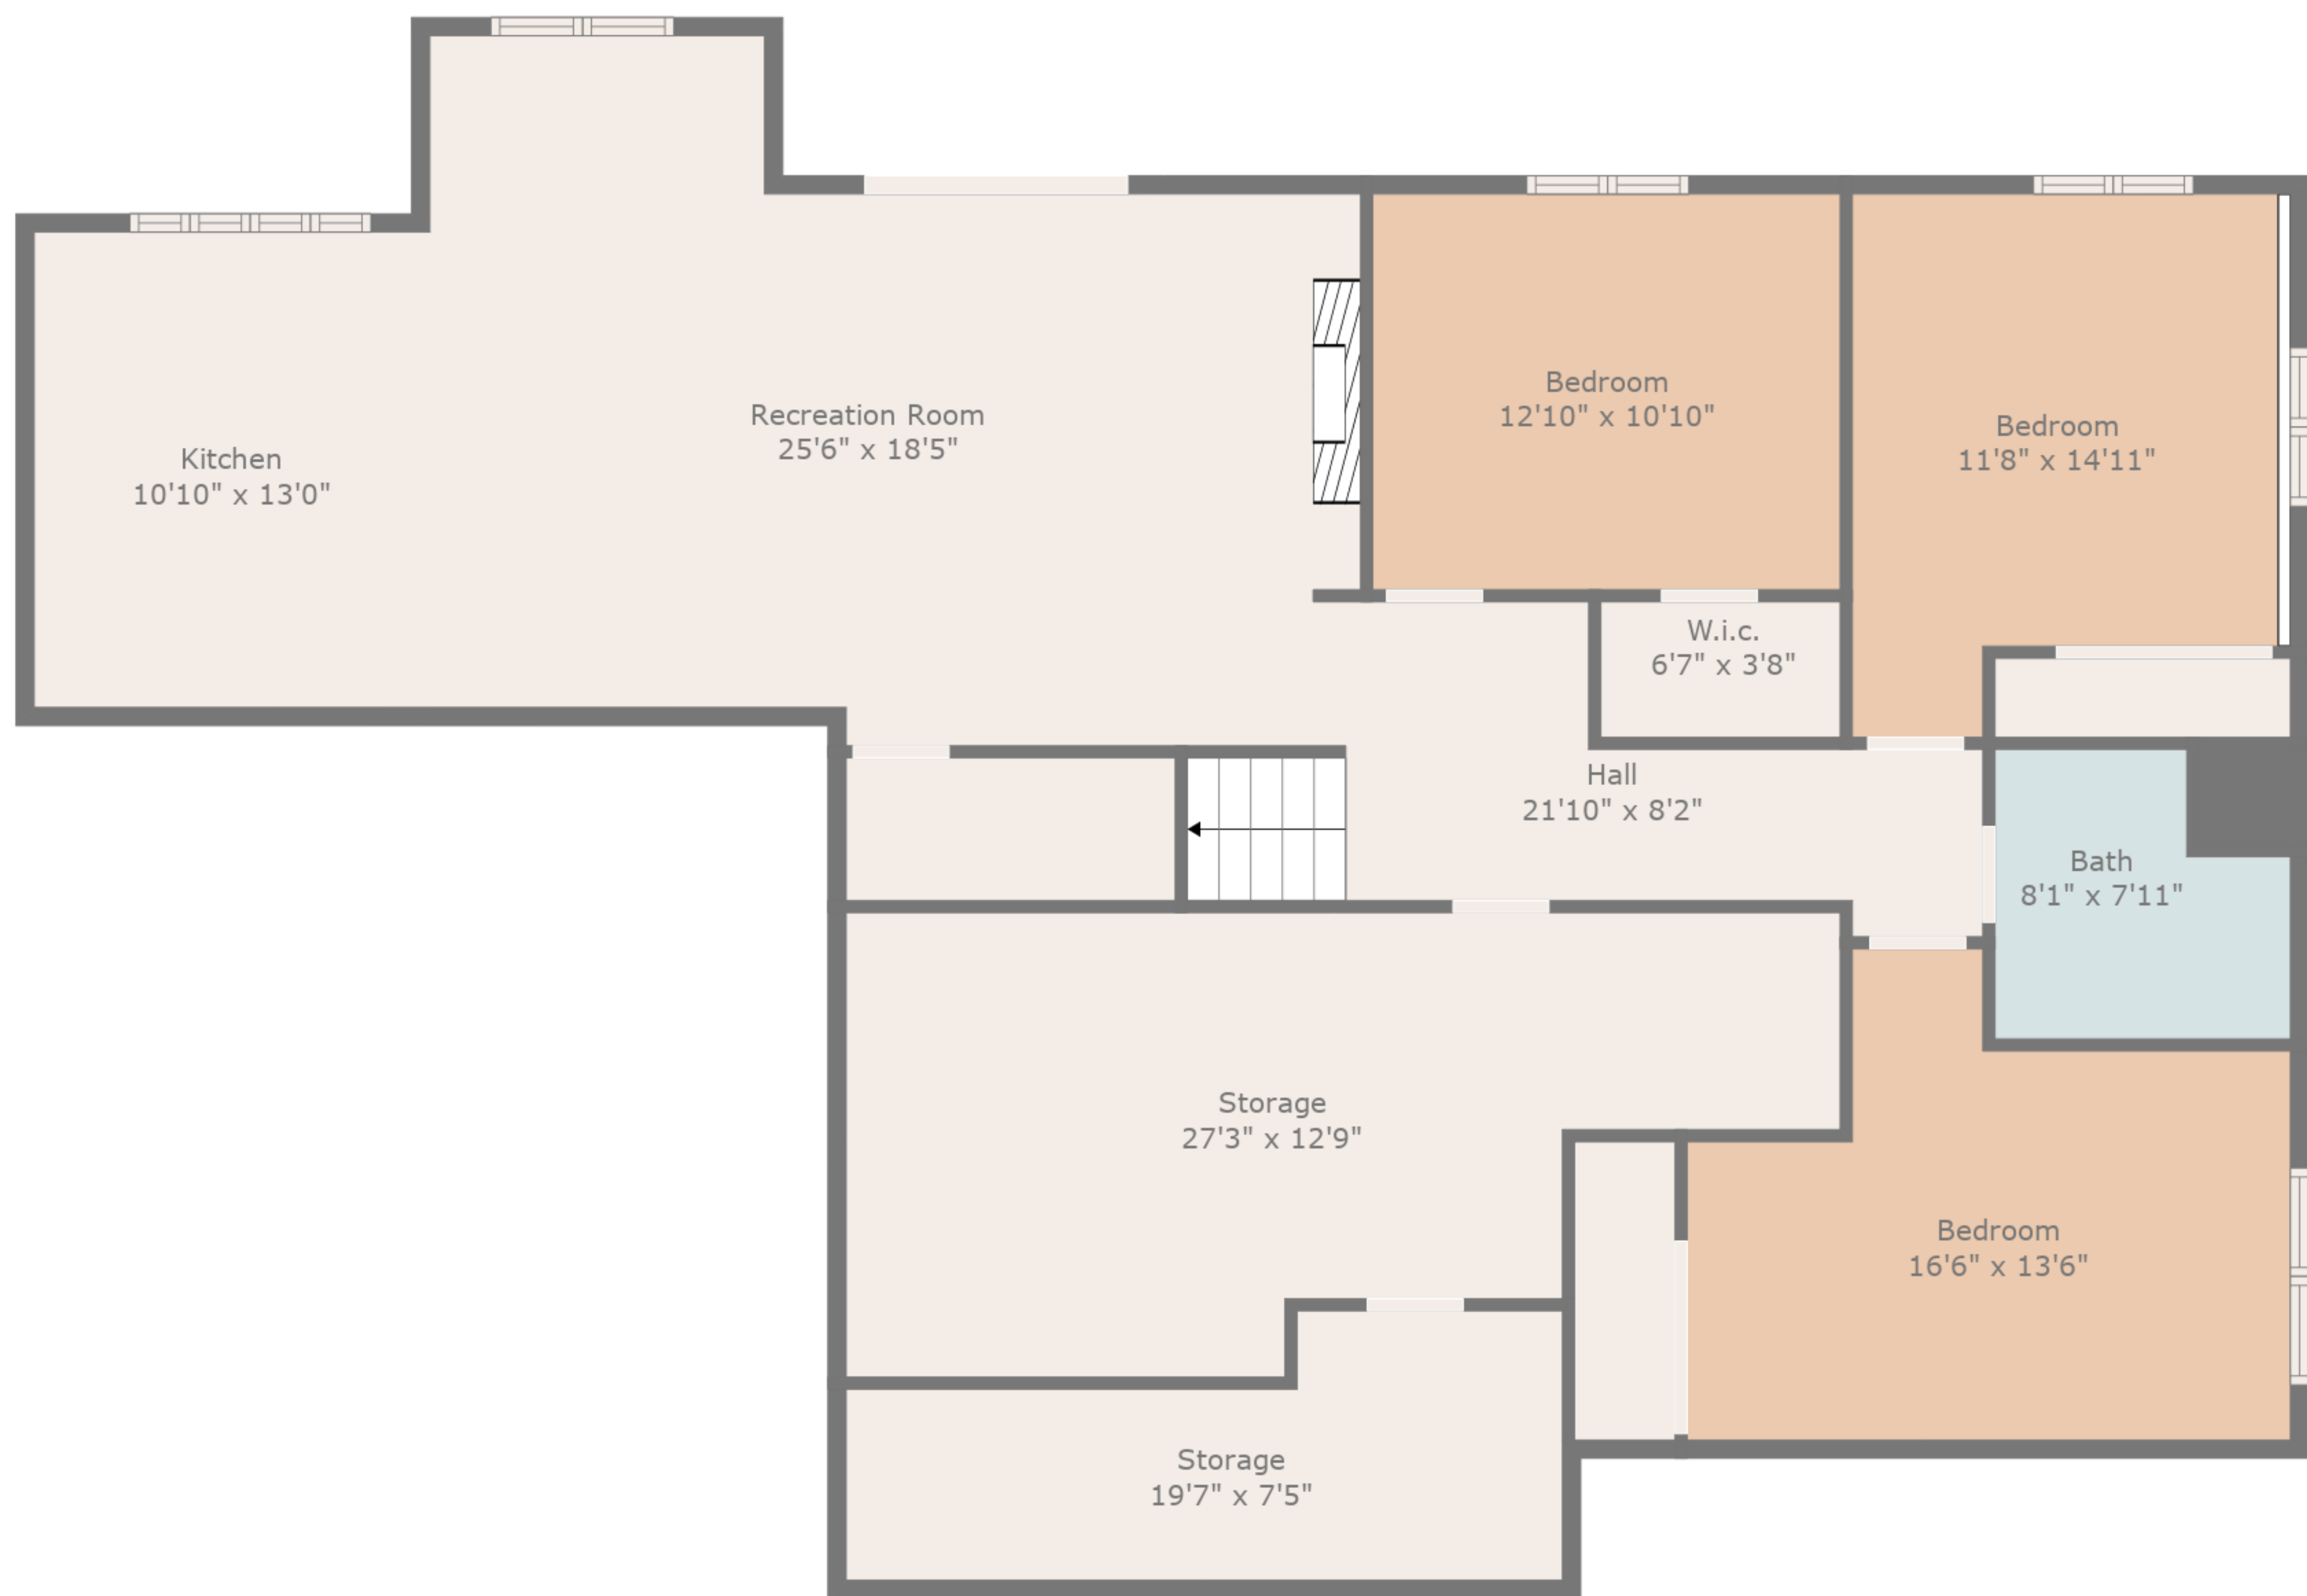 Bedroom
12'10" x 10'10"
Recreation Room
25'6" x 18'5"
Bedroom
11'8" x 14'11"
Kitchen
10'10" x 13'0"
W.i.c.
6'7" x 3'8"
Hall
21'10" x 8'2"
Bath
8'1" x 7'11"
Storage
27'3" x 12'9"
Bedroom
16'6" x 13'6"
Storage
19'7" x 7'5"